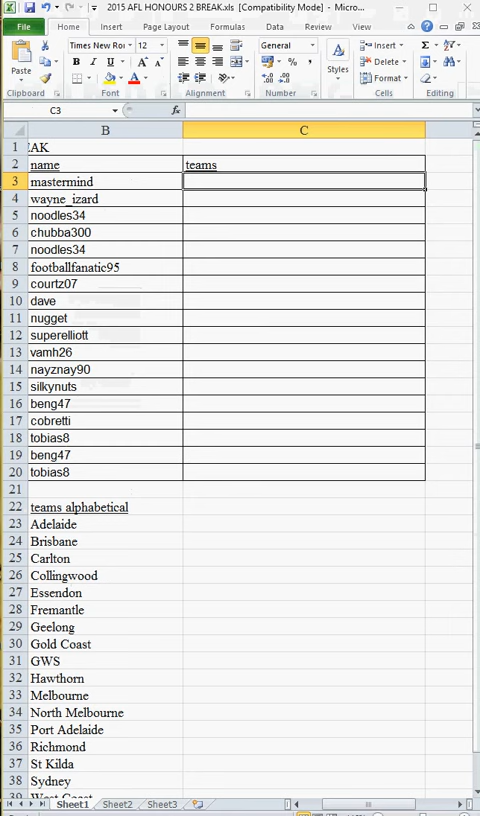 2015 AFL HONOURS 2 BREAK.xls [Compatibility Mode] - Micro...
File Home Insert Page Layout Formulas
Times New Ro 12 General Insert
Paste B I U A A Styles Delete
Format
Clipboard Font Alignment Number Cells Editing
C3 fx
B C
1 EAK
2 name teams
3 mastermind
4 wayne_izard
5 noodles34
6 chubba300
7 noodles34
8 footballfanatic95
9 courtz07
10 dave
11 nugget
12 superelliott
13 vamh26
14 nayznay90
15 silkynuts
16 beng47
17 cobretti
18 tobias8
19 beng47
20 tobias8
21
22 teams alphabetical
23 Adelaide
24 Brisbane
25 Carlton
26 Collingwood
27 Essendon
28 Fremantle
29 Geelong
30 Gold Coast
31 GWS
32 Hawthorn
33 Melbourne
34 North Melbourne
35 Port Adelaide
36 Richmond
37 St Kilda
38 Sydney
39 West Coast
Sheet1 Sheet2 Sheet3